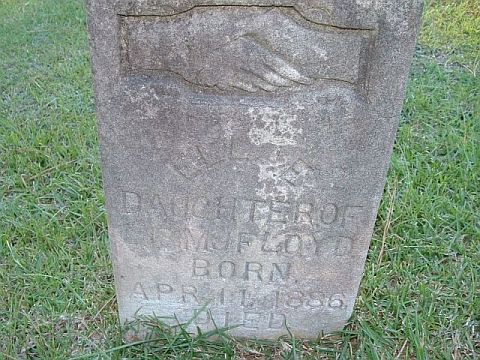 DAUGHTER OF
FLOYD
BORN
APR. 11, 1886
DIED